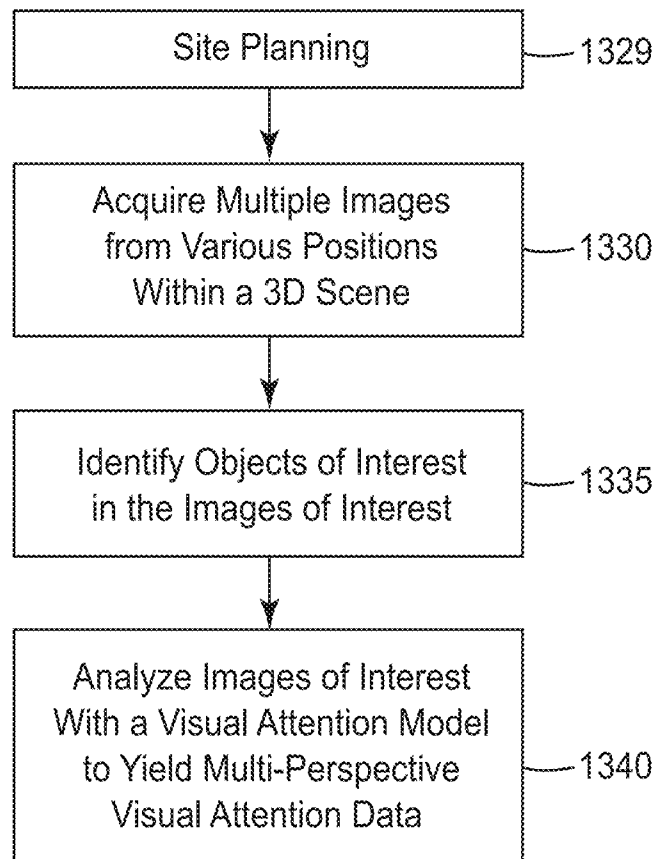 Site Planning
1329
Acquire Multiple Images
from Various Positions
Within a 3D Scene
1330
Identify Objects of Interest
in the Images of Interest
1335
Analyze Images of Interest
With a Visual Attention Model
to Yield Multi-Perspective
Visual Attention Data
1340